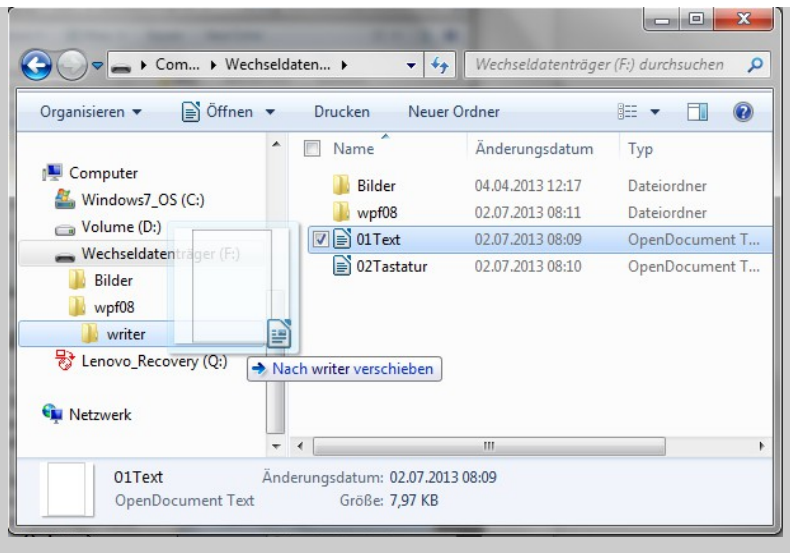 Com... Wechseldaten... Wechseldatenträger (F:) durchsuchen
Organisieren Öffnen Drucken Neuer Ordner
Computer
Windows7_OS (C:)
Volume (D:)
Wechseldatenträger (F:)
Bilder
wpf08
writer
Lenovo_Recovery (Q:)
Netzwerk
Name Änderungsdatum Typ
Bilder 04.04.2013 12:17 Dateiordner
wpf08 02.07.2013 08:11 Dateiordner
01Text 02.07.2013 08:09 OpenDocument T...
02Tastatur 02.07.2013 08:10 OpenDocument T...
Nach writer verschieben
01Text Änderungsdatum: 02.07.2013 08:09
OpenDocument Text Größe: 7,97 KB